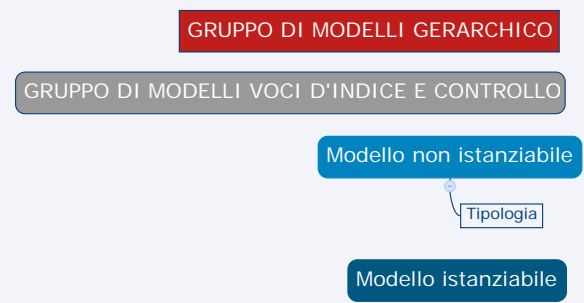 GRUPPO DI MODELLI GERARCHICO
GRUPPO DI MODELLI VOCI D'INDICE E CONTROLLO
Modello non istanziabile
Tipologia
Modello istanziabile